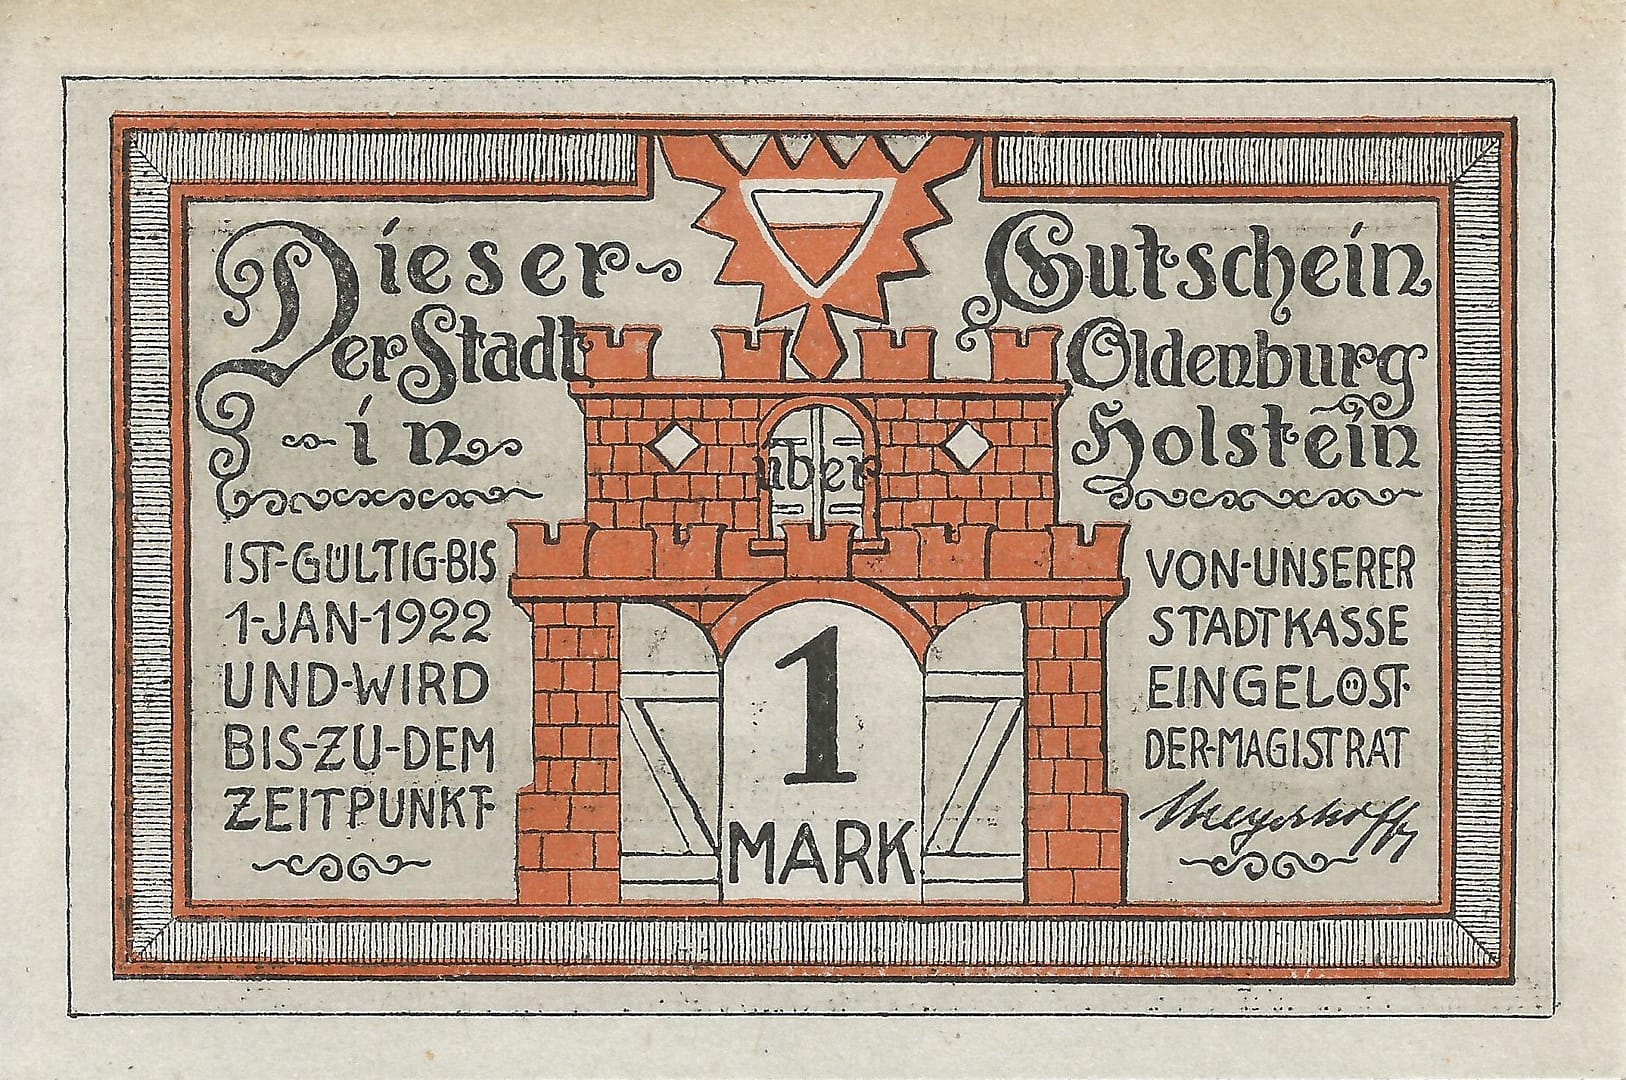 Dieser Gutschein
Der Stadt Oldenburg
in Holstein
über
1
MARK
IST-GÜLTIG-BIS
1-JAN-1922
UND-WIRD
BIS-ZU-DEM
ZEITPUNKT-
VON-UNSERER
STADTKASSE
EINGELÖST-
DER-MAGISTRAT